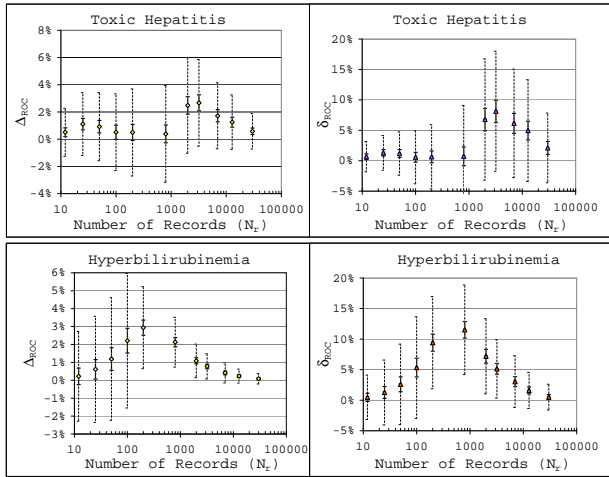 Toxic Hepatitis
8%
6%
4%
2%
0%
-2%
-4%
ΔROC
10 100 1000 10000 100000
Number of Records (Nr)
Toxic Hepatitis
20%
15%
10%
5%
0%
-5%
δROC
10 100 1000 10000 100000
Number of Records (Nr)
Hyperbilirubinemia
6%
5%
4%
3%
2%
1%
0%
-1%
-2%
-3%
ΔROC
10 100 1000 10000 100000
Number of Records (Nr)
Hyperbilirubinemia
20%
15%
10%
5%
0%
-5%
δROC
10 100 1000 10000 100000
Number of Records (Nr)